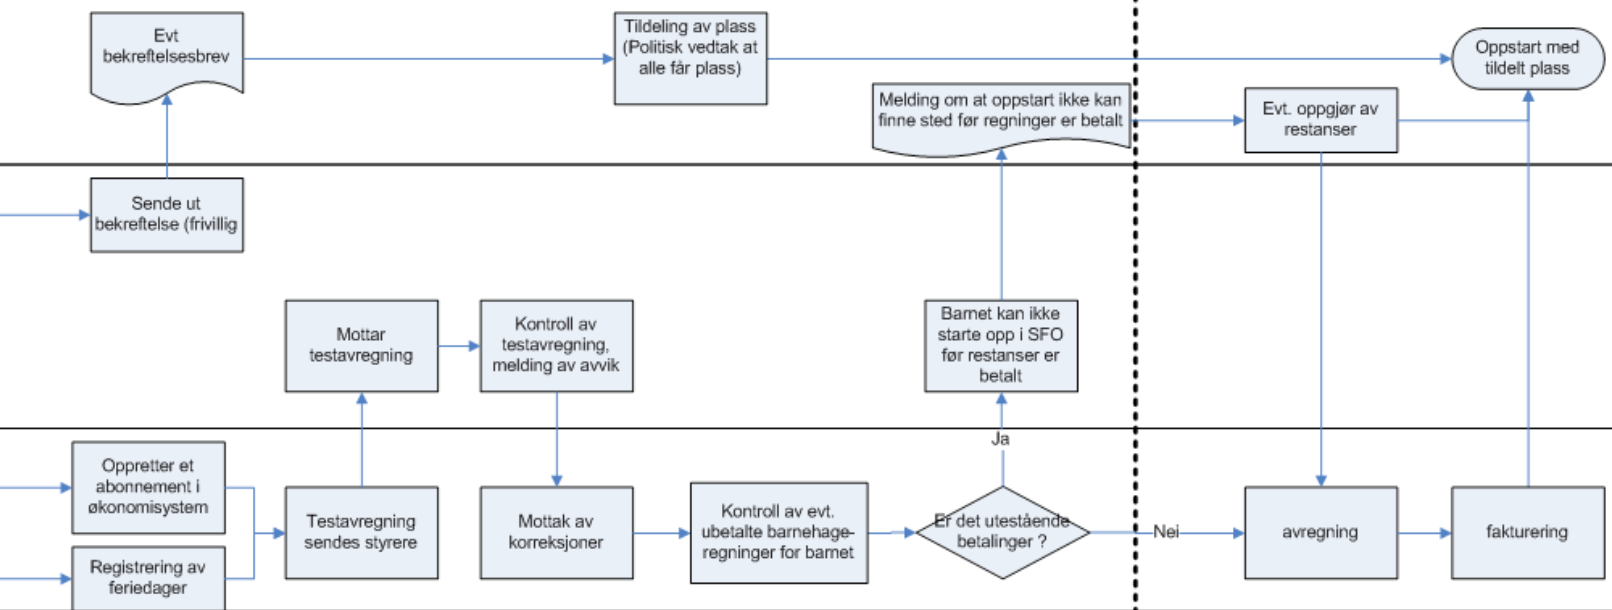 Evt
bekreftelsesbrev
Tildeling av plass
(Politisk vedtak at
alle får plass)
Oppstart med
tildelt plass
Melding om at oppstart ikke kan
finne sted før regninger er betalt
Evt. oppgjør av
restanser
Sende ut
bekreftelse (frivillig
Mottar
testavregning
Kontroll av
testavregning,
melding av avvik
Barnet kan ikke
starte opp i SFO
før restanser er
betalt
Ja
Oppretter et
abonnement i
økonomisystem
Registrering av
feriedager
Testavregning
sendes styrere
Mottak av
korreksjoner
Kontroll av evt.
ubetalte barnehage-
regninger for barnet
Er det utestående
betalinger ?
Nei
avregning
fakturering